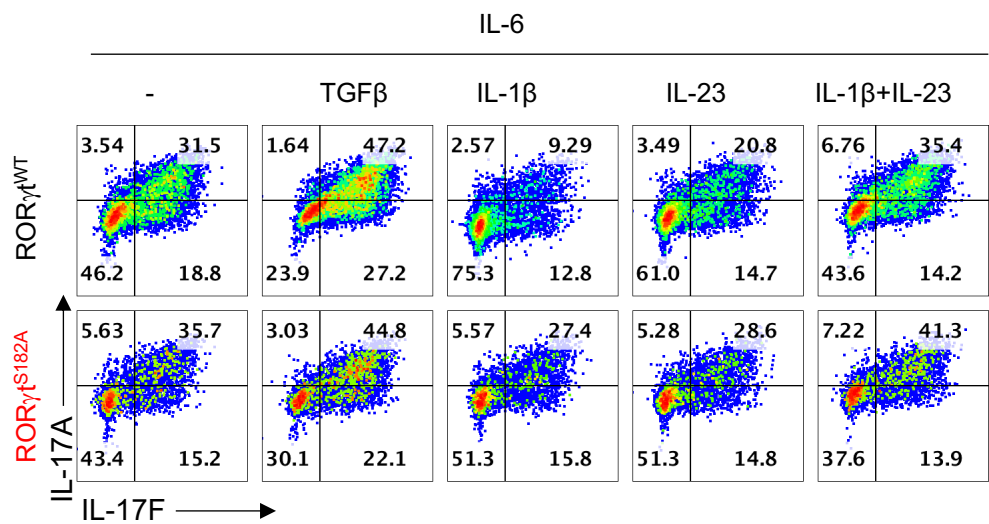 IL-6
- TGFβ IL-1β IL-23 IL-1β+IL-23
RORγt^WT
3.54 31.5 1.64 47.2 2.57 9.29 3.49 20.8 6.76 35.4
46.2 18.8 23.9 27.2 75.3 12.8 61.0 14.7 43.6 14.2
RORγt^S182A
5.63 35.7 3.03 44.8 5.57 27.4 5.28 28.6 7.22 41.3
43.4 15.2 30.1 22.1 51.3 15.8 51.3 14.8 37.6 13.9
IL-17A
IL-17F